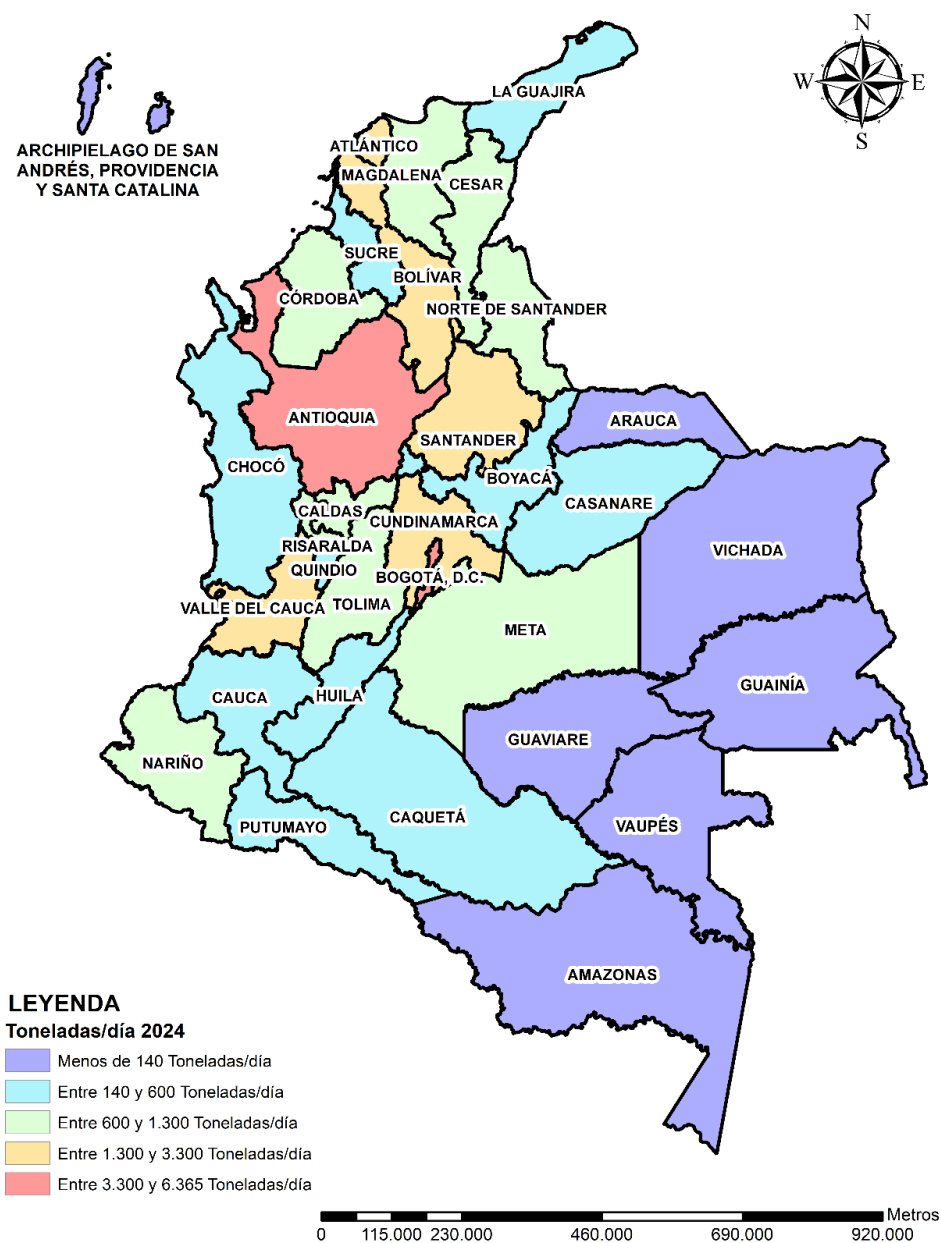 N
W
E
S
LA GUAJIRA
ARCHIPIELAGO DE SAN
ANDRÉS, PROVIDENCIA
Y SANTA CATALINA
ATLÁNTICO
MAGDALENA
CESAR
SUCRE
BOLÍVAR
CÓRDOBA
NORTE DE SANTANDER
ANTIOQUIA
ARAUCA
SANTANDER
CHOCÓ
BOYACÁ
CASANARE
CALDAS
CUNDINAMARCA
RISARALDA
VICHADA
QUINDIO
BOGOTÁ, D.C.
VALLE DEL CAUCA
TOLIMA
META
GUAINÍA
CAUCA
HUILA
GUAVIARE
NARIÑO
CAQUETÁ
PUTUMAYO
VAUPÉS
AMAZONAS
LEYENDA
Toneladas/día 2024
Menos de 140 Toneladas/día
Entre 140 y 600 Toneladas/día
Entre 600 y 1.300 Toneladas/día
Entre 1.300 y 3.300 Toneladas/día
Entre 3.300 y 6.365 Toneladas/día
Metros
0 115.000 230.000 460.000 690.000 920.000